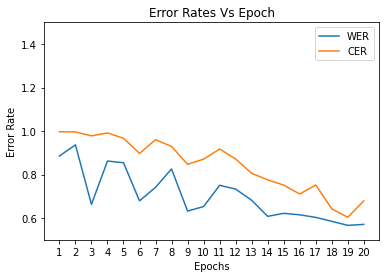 Error Rates Vs Epoch
WER
CER
1.4
1.2
1.0
0.8
0.6
Error Rate
1 2 3 4 5 6 7 8 9 10 11 12 13 14 15 16 17 18 19 20
Epochs